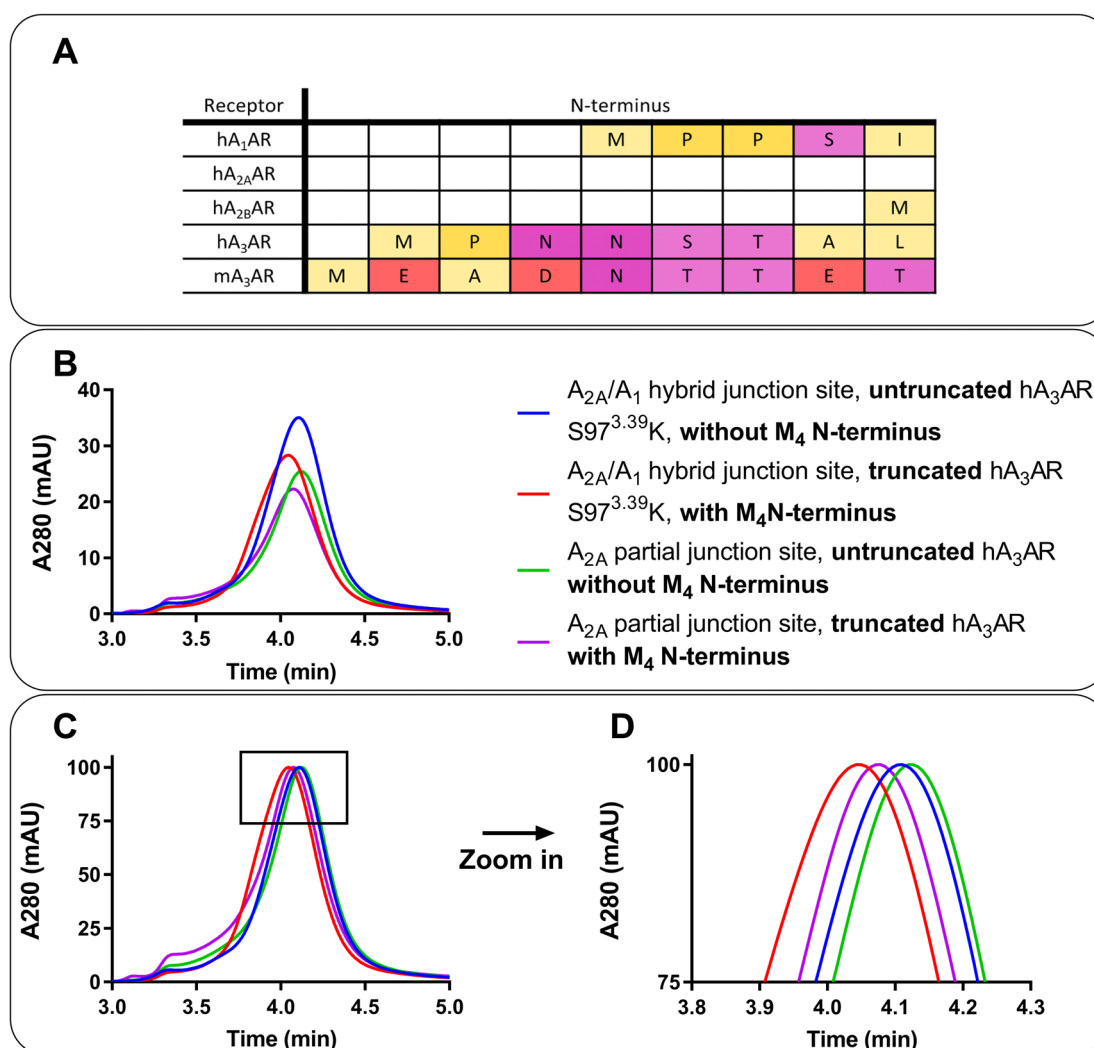 A
Receptor N-terminus
hA1AR M P P S I
hA2AAR
hA2BAR M
hA3AR M P N N S T A L
mA3AR M E A D N T T E T
B
40
30
20
10
0
A280 (mAU)
3.0 3.5 4.0 4.5 5.0
Time (min)
A2A/A1 hybrid junction site, untruncated hA3AR
S973.39K, without M4 N-terminus
A2A/A1 hybrid junction site, truncated hA3AR
S973.39K, with M4N-terminus
A2A partial junction site, untruncated hA3AR
without M4 N-terminus
A2A partial junction site, truncated hA3AR
with M4 N-terminus
C
100
75
50
25
0
A280 (mAU)
3.0 3.5 4.0 4.5 5.0
Time (min)
Zoom in
D
100
75
A280 (mAU)
3.8 3.9 4.0 4.1 4.2 4.3
Time (min)